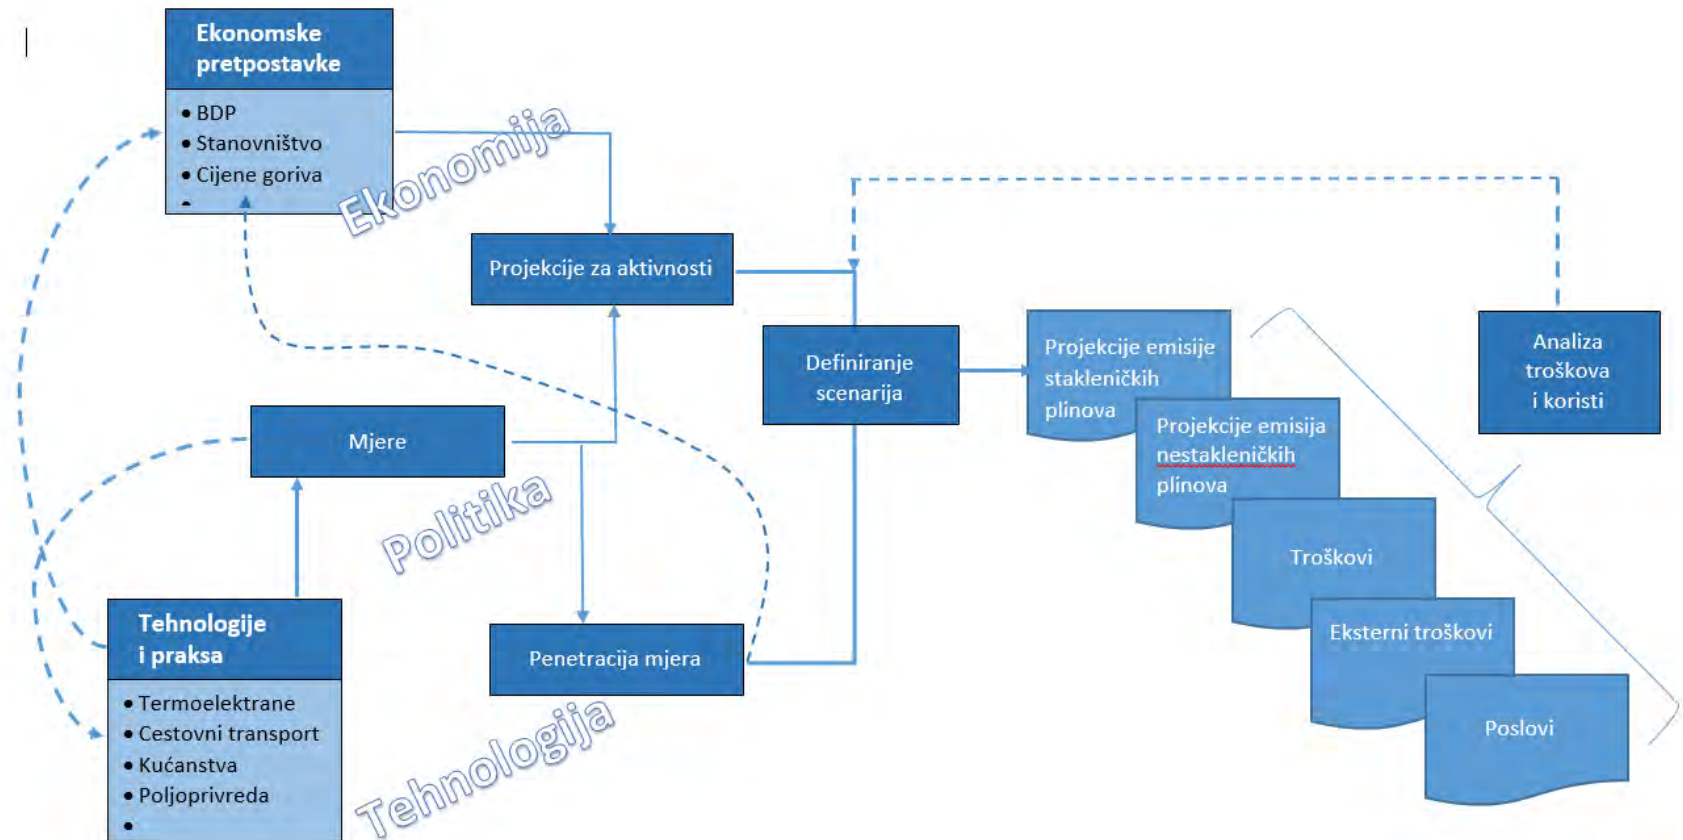 Ekonomske
pretpostavke
• BDP
• Stanovništvo
• Cijene goriva
•
Ekonomija
Projekcije za aktivnosti
Definiranje
scenarija
Projekcije emisije
stakleničkih
plinova
Projekcije emisija
nestakleničkih
plinova
Troškovi
Eksterni troškovi
Poslovi
Analiza
troškova
i koristi
Mjere
Politika
Penetracija mjera
Tehnologije
i praksa
• Termoelektrane
• Cestovni transport
• Kućanstva
• Poljoprivreda
•
Tehnologija